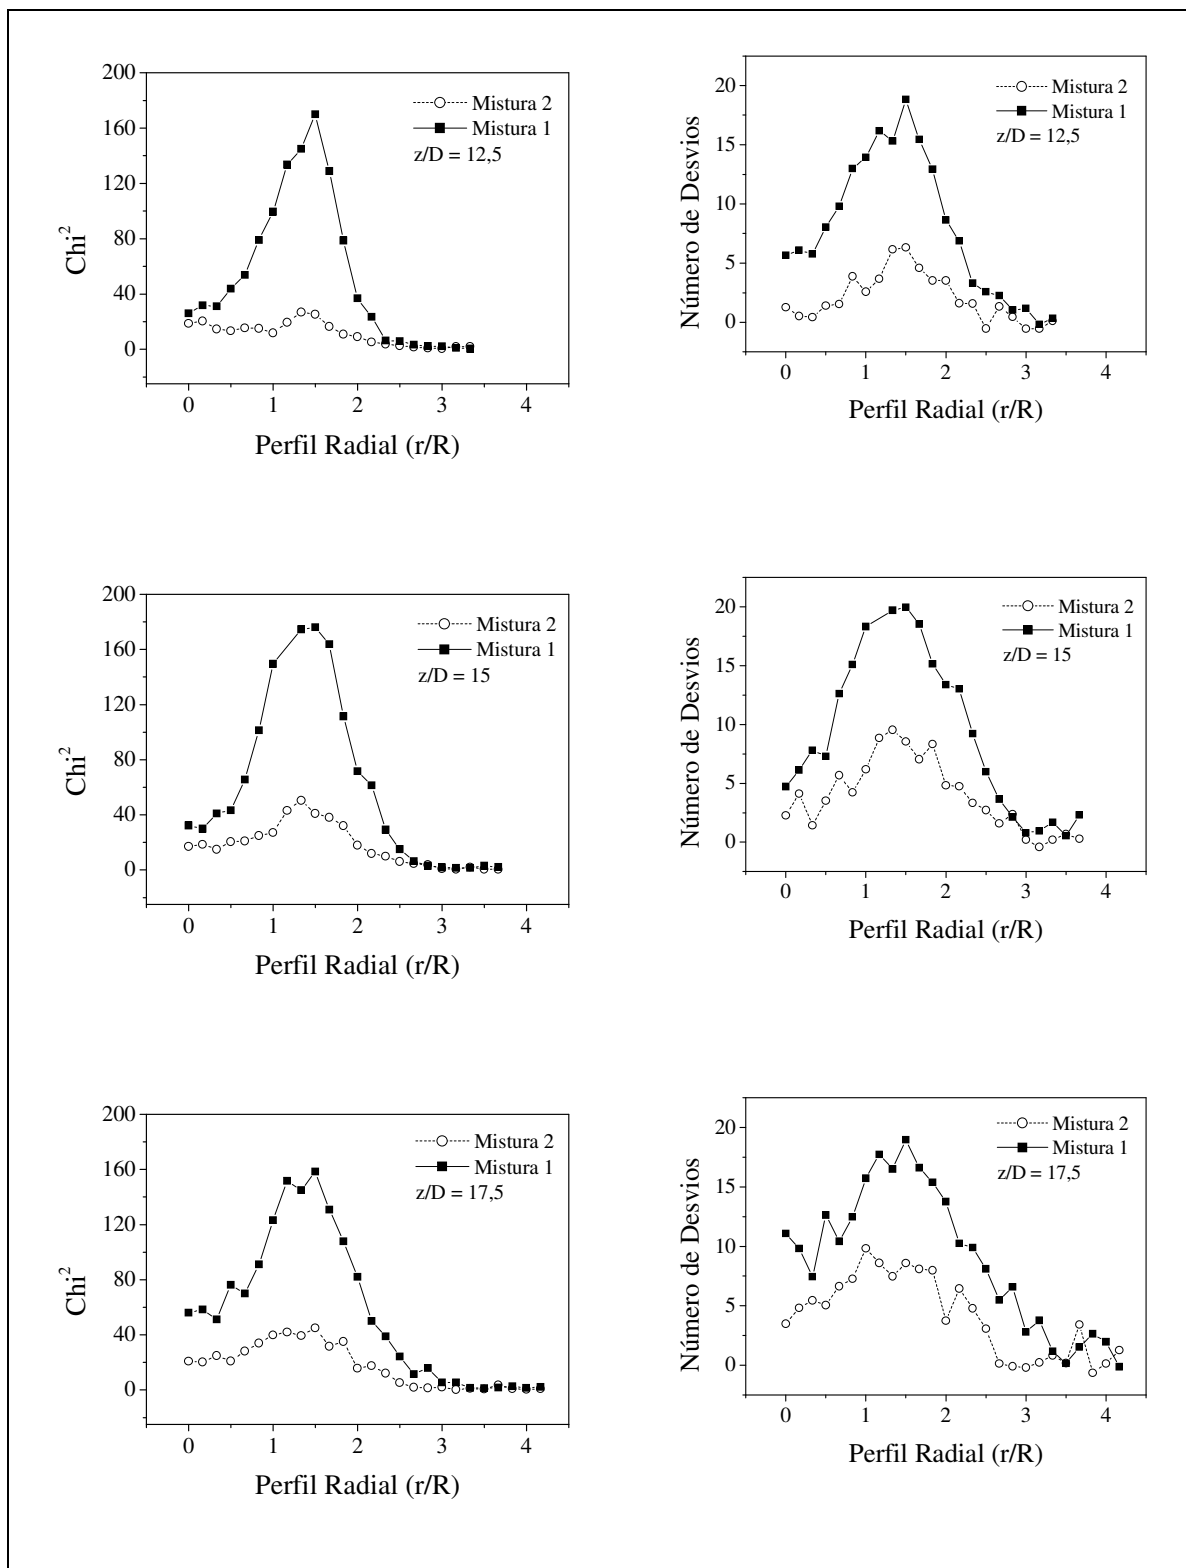 200
160
120
80
40
0
Chi²
0 1 2 3 4
Perfil Radial (r/R)
Mistura 2
Mistura 1
z/D = 12,5
20
15
10
5
0
Número de Desvios
0 1 2 3 4
Perfil Radial (r/R)
Mistura 2
Mistura 1
z/D = 12,5
200
160
120
80
40
0
Chi²
0 1 2 3 4
Perfil Radial (r/R)
Mistura 2
Mistura 1
z/D = 15
20
15
10
5
0
Número de Desvios
0 1 2 3 4
Perfil Radial (r/R)
Mistura 2
Mistura 1
z/D = 15
200
160
120
80
40
0
Chi²
0 1 2 3 4
Perfil Radial (r/R)
Mistura 2
Mistura 1
z/D = 17,5
20
15
10
5
0
Número de Desvios
0 1 2 3 4
Perfil Radial (r/R)
Mistura 2
Mistura 1
z/D = 17,5